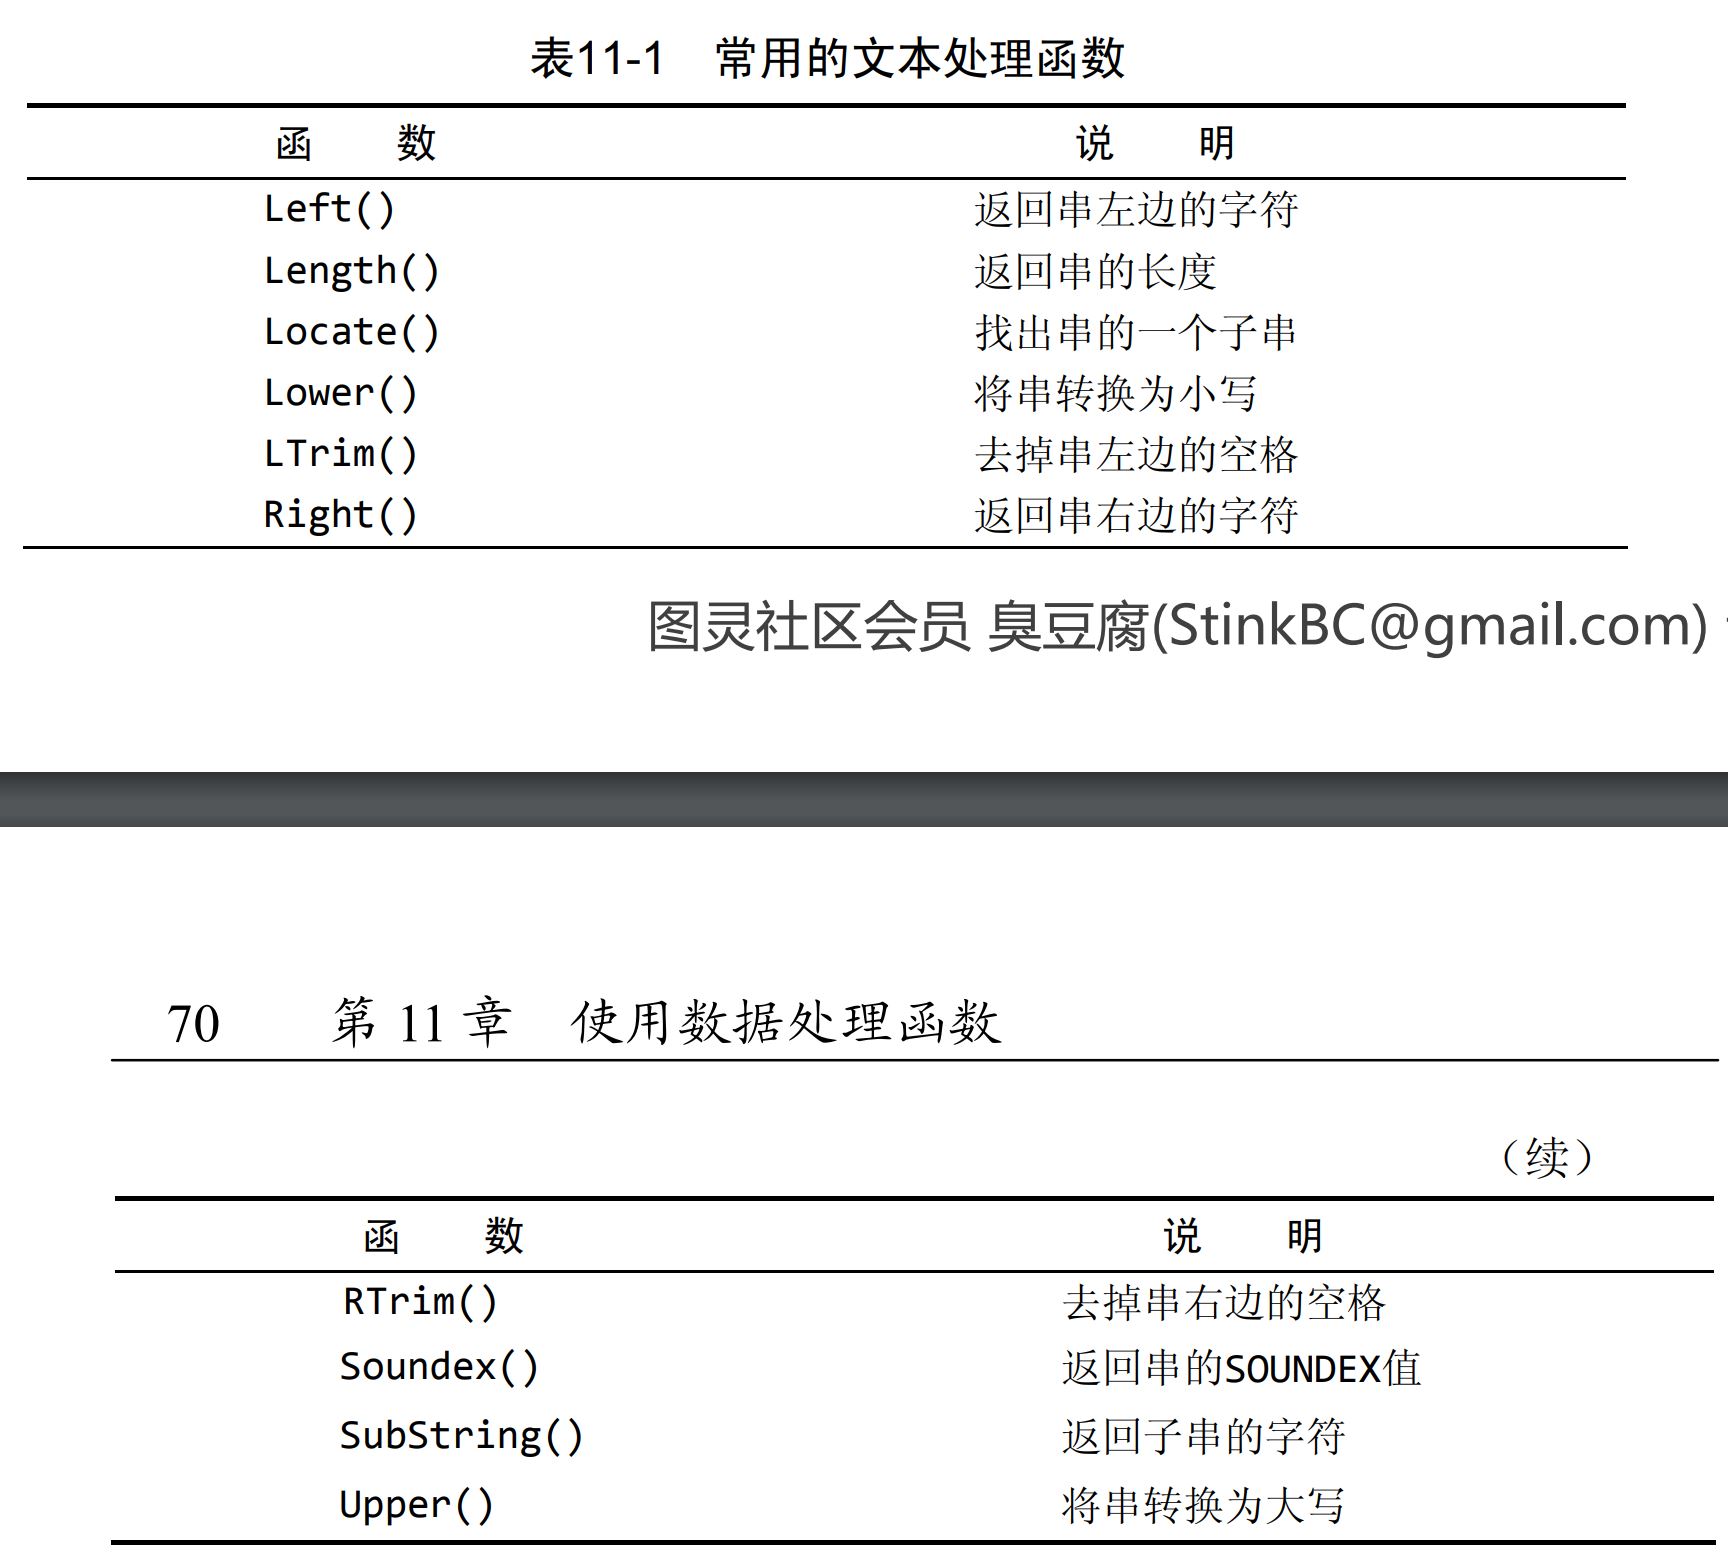 表11-1 常用的文本处理函数
函 数 说 明
Left() 返回串左边的字符
Length() 返回串的长度
Locate() 找出串的一个子串
Lower() 将串转换为小写
LTrim() 去掉串左边的空格
Right() 返回串右边的字符
图灵社区会员 臭豆腐(StinkBC@gmail.com)
70 第 11 章 使用数据处理函数
（续）
函 数 说 明
RTrim() 去掉串右边的空格
Soundex() 返回串的SOUNDEX值
SubString() 返回子串的字符
Upper() 将串转换为大写